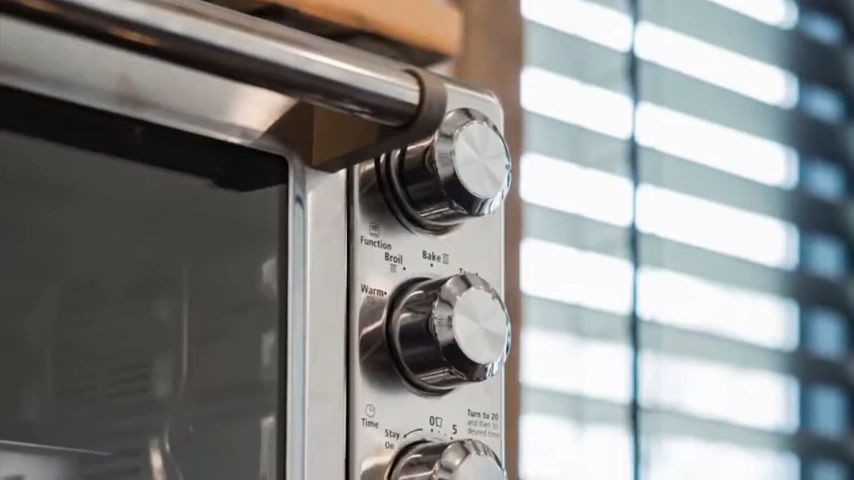 Function
Broil
Bake
Warm
Time
0 5
Stay
On
Turn to 20
and then to
desired time